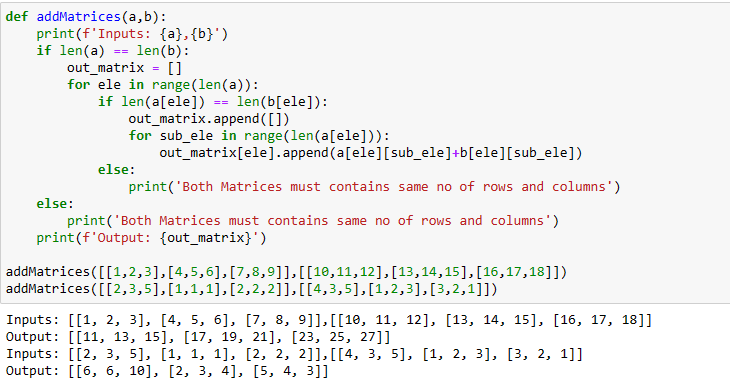 def addMatrices(a,b):
    print(f'Inputs: {a},{b}')
    if len(a) == len(b):
        out_matrix = []
        for ele in range(len(a)):
            if len(a[ele]) == len(b[ele]):
                out_matrix.append([])
                for sub_ele in range(len(a[ele])):
                    out_matrix[ele].append(a[ele][sub_ele]+b[ele][sub_ele])
            else:
                print('Both Matrices must contains same no of rows and columns')
    else:
        print('Both Matrices must contains same no of rows and columns')
    print(f'Output: {out_matrix}')

addMatrices([[1,2,3],[4,5,6],[7,8,9]],[[10,11,12],[13,14,15],[16,17,18]])
addMatrices([[2,3,5],[1,1,1],[2,2,2]],[[4,3,5],[1,2,3],[3,2,1]])

Inputs: [[1, 2, 3], [4, 5, 6], [7, 8, 9]],[[10, 11, 12], [13, 14, 15], [16, 17, 18]]
Output: [[11, 13, 15], [17, 19, 21], [23, 25, 27]]
Inputs: [[2, 3, 5], [1, 1, 1], [2, 2, 2]],[[4, 3, 5], [1, 2, 3], [3, 2, 1]]
Output: [[6, 6, 10], [2, 3, 4], [5, 4, 3]]